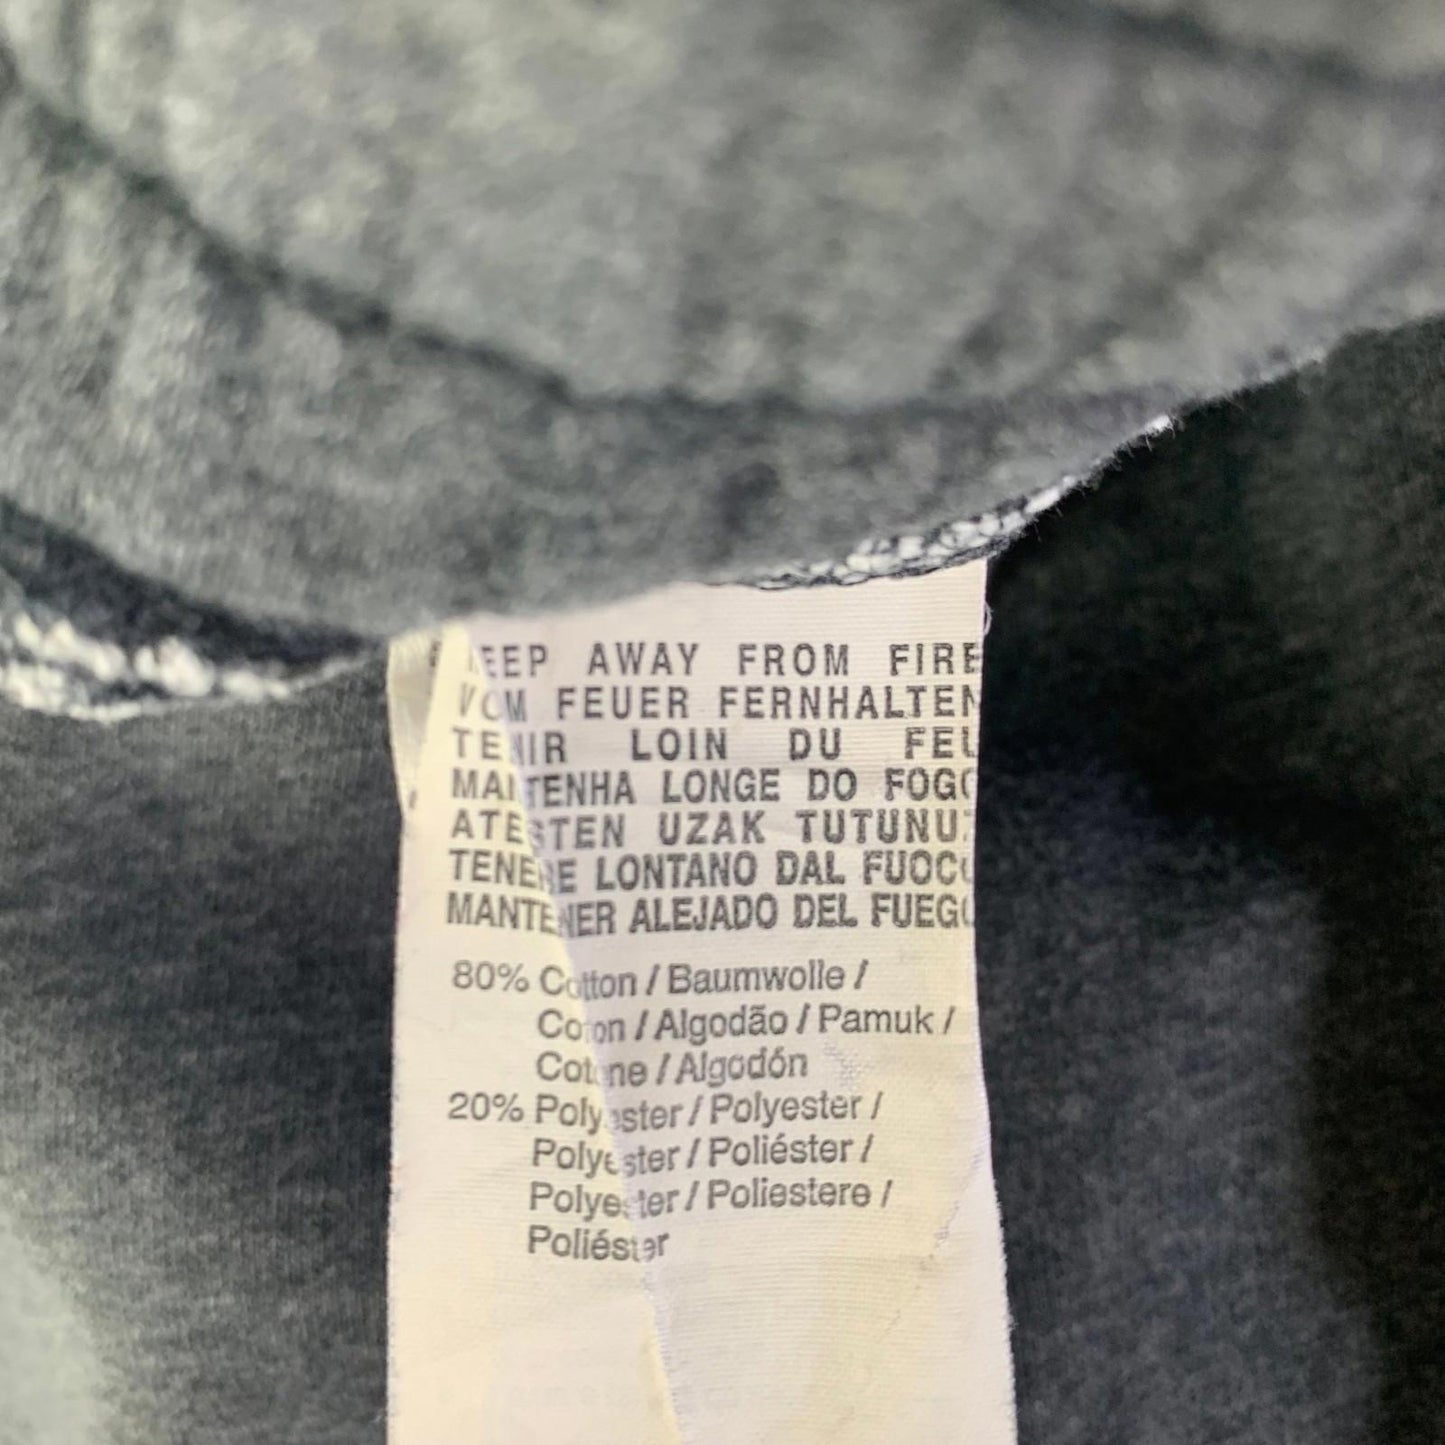 KEEP AWAY FROM FIRE
VOM FEUER FERNHALTEN
TENIR LOIN DU FEU
MANTENHA LONGE DO FOGO
ATEŞTEN UZAK TUTUNUZ
TENERE LONTANO DAL FUOCO
MANTENER ALEJADO DEL FUEGO
80% Cotton / Baumwolle /
Coton / Algodão / Pamuk /
Cotone / Algodón
20% Polyester / Polyester /
Polyester / Poliéster /
Polyester / Poliestere /
Poliéster